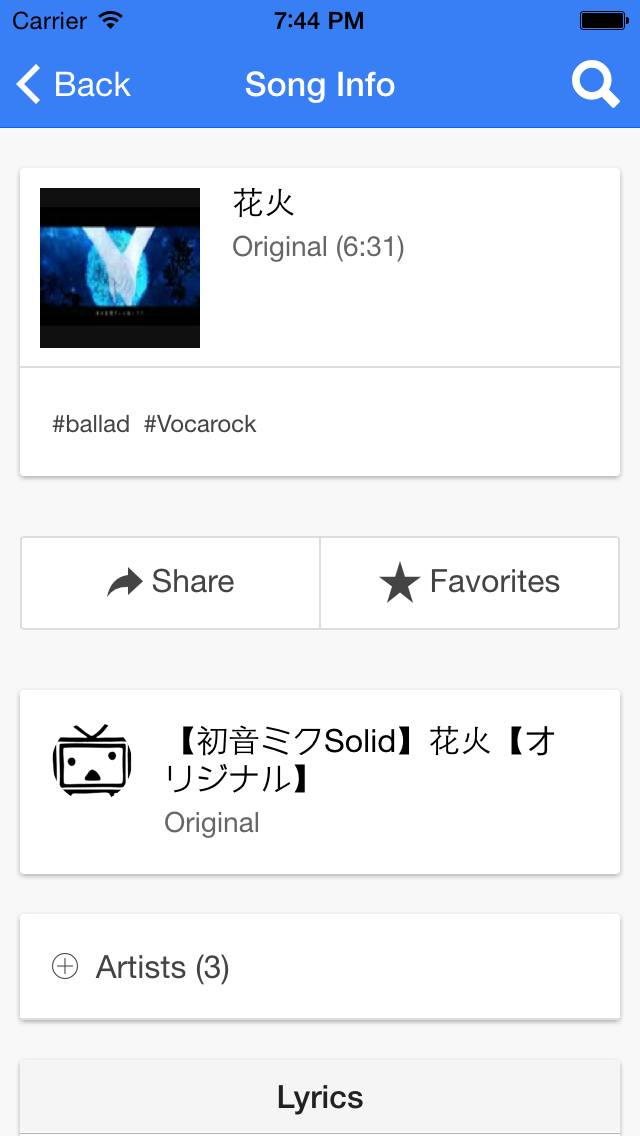 Carrier 7:44 PM
Back Song Info
花火
Original (6:31)
#ballad #Vocarock
Share Favorites
【初音ミクSolid】花火【オ
リジナル】
Original
Artists (3)
Lyrics